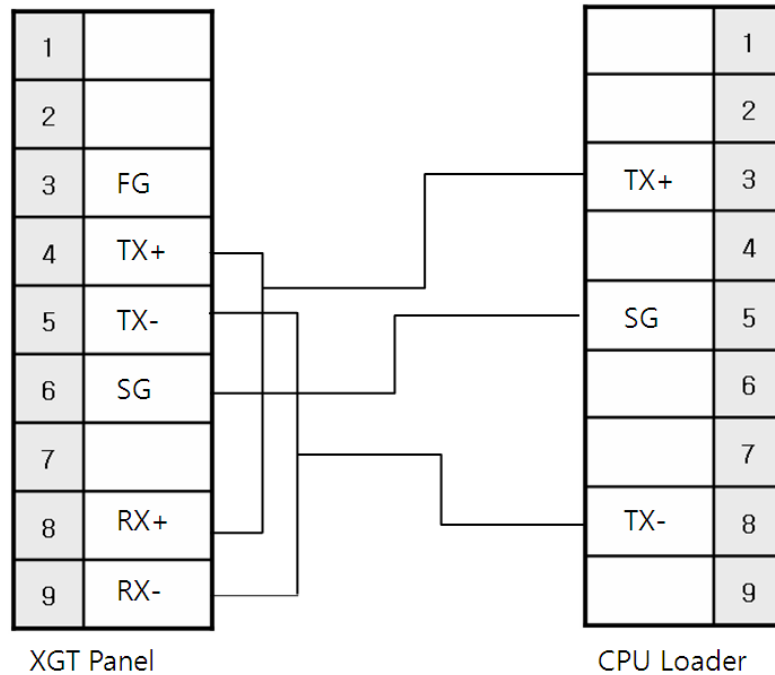 1
2
3 FG
4 TX+
5 TX-
6 SG
7
8 RX+
9 RX-
XGT Panel
1
2
TX+ 3
4
SG 5
6
7
TX- 8
9
CPU Loader